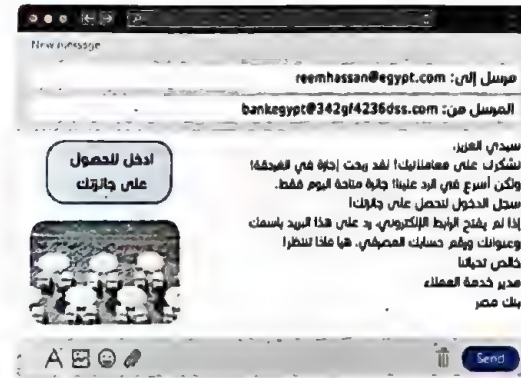 New message
مرسل إلى: reemhassan@egypt.com
المرسل من: bankegypt@342gf4236dss.com
سيدي العزيز،
نشكرك على معاملاتيك! لقد ربحت إجازة في الغردقة!
ولكن أسرع في الرد علينا! جائزة متاحة اليوم فقط.
سجل الدخول لتحصل على جائزتك!
إذا لم يفتح الرابط الإلكتروني، رد على هذا البريد باسمك
وعنوانك ورقم حسابك المصرفي. هيا ماذا تنتظر!
خالص تحياتنا
مدير خدمة العملاء
بنك مصر
ادخل للحصول
على جائزتك
A
Send